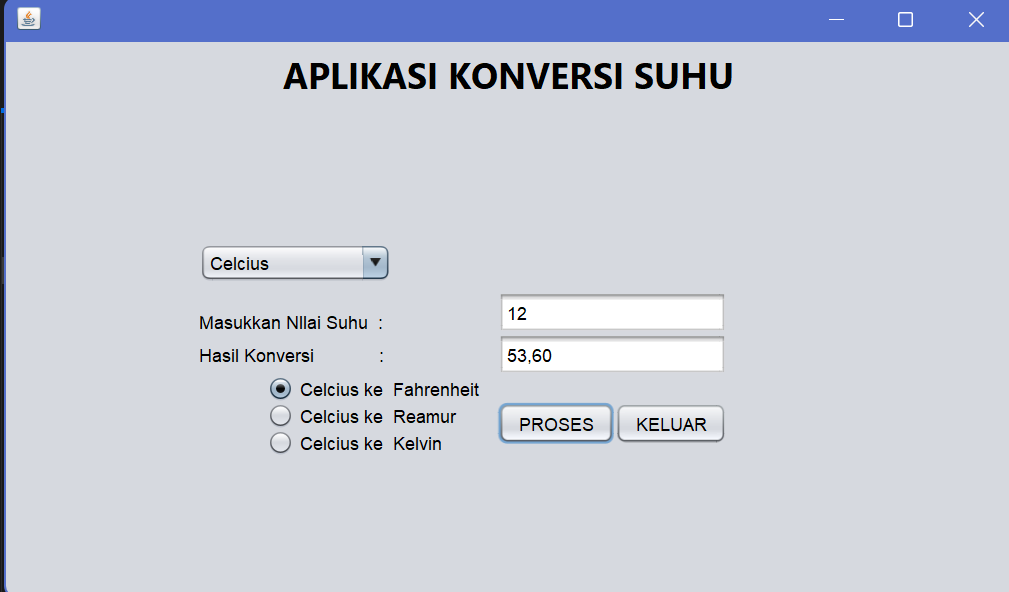 APLIKASI KONVERSI SUHU
Celcius
Masukkan NIlai Suhu :
12
Hasil Konversi :
53,60
Celcius ke Fahrenheit
Celcius ke Reamur
Celcius ke Kelvin
PROSES
KELUAR